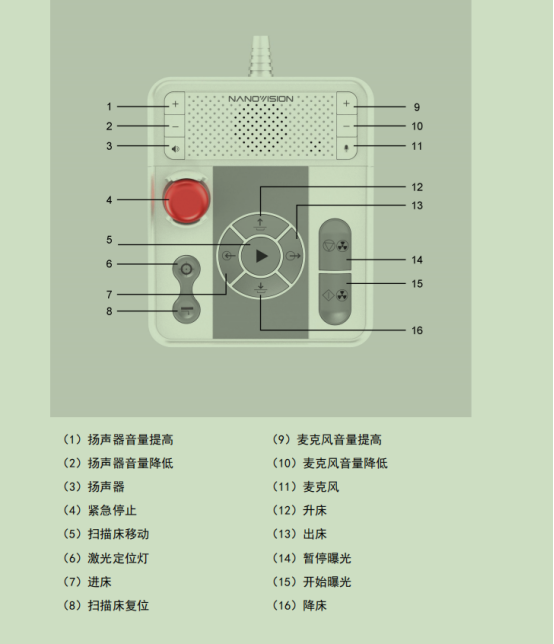 NANOVISION
1
2
3
4
5
6
7
8
9
10
11
12
13
14
15
16
(1) 扬声器音量提高
(2) 扬声器音量降低
(3) 扬声器
(4) 紧急停止
(5) 扫描床移动
(6) 激光定位灯
(7) 进床
(8) 扫描床复位
(9) 麦克风音量提高
(10) 麦克风音量降低
(11) 麦克风
(12) 升床
(13) 出床
(14) 暂停曝光
(15) 开始曝光
(16) 降床